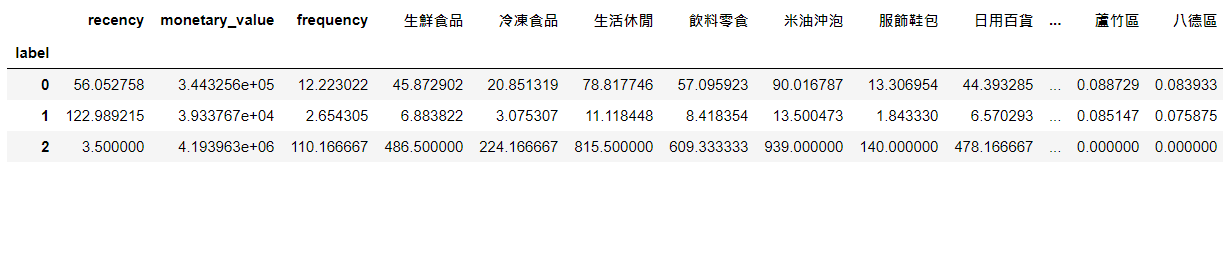 recency monetary_value frequency 生鮮食品 冷凍食品 生活休閒 飲料零食 米油沖泡 服飾鞋包 日用百貨 ... 蘆竹區 八德區
label
0 56.052758 3.443256e+05 12.223022 45.872902 20.851319 78.817746 57.095923 90.016787 13.306954 44.393285 ... 0.088729 0.083933
1 122.989215 3.933767e+04 2.654305 6.883822 3.075307 11.118448 8.418354 13.500473 1.843330 6.570293 ... 0.085147 0.075875
2 3.500000 4.193963e+06 110.166667 486.500000 224.166667 815.500000 609.333333 939.000000 140.000000 478.166667 ... 0.000000 0.000000